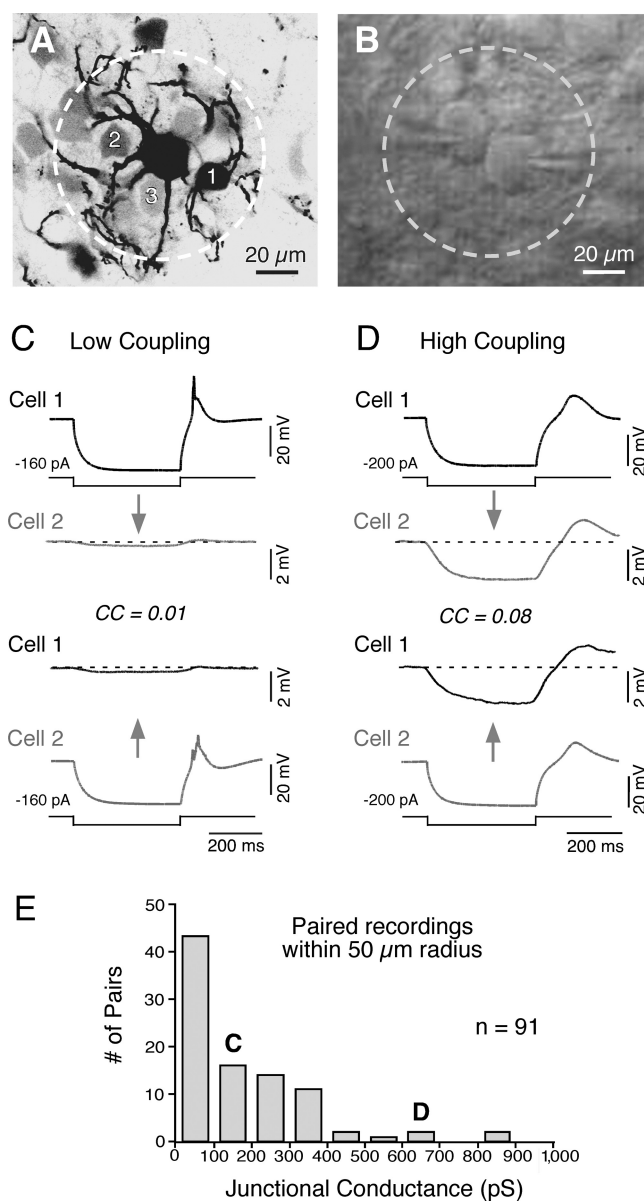 A
2
1
3
20 µm
B
20 µm
C
Low Coupling
Cell 1
-160 pA
20 mV
Cell 2
2 mV
CC = 0.01
Cell 1
2 mV
Cell 2
-160 pA
20 mV
200 ms
D
High Coupling
Cell 1
-200 pA
20 mV
Cell 2
2 mV
CC = 0.08
Cell 1
2 mV
Cell 2
-200 pA
20 mV
200 ms
E
Paired recordings
within 50 µm radius
n = 91
C
D
# of Pairs
50
40
30
20
10
0
0 100 200 300 400 500 600 700 800 900 1,000
Junctional Conductance (pS)